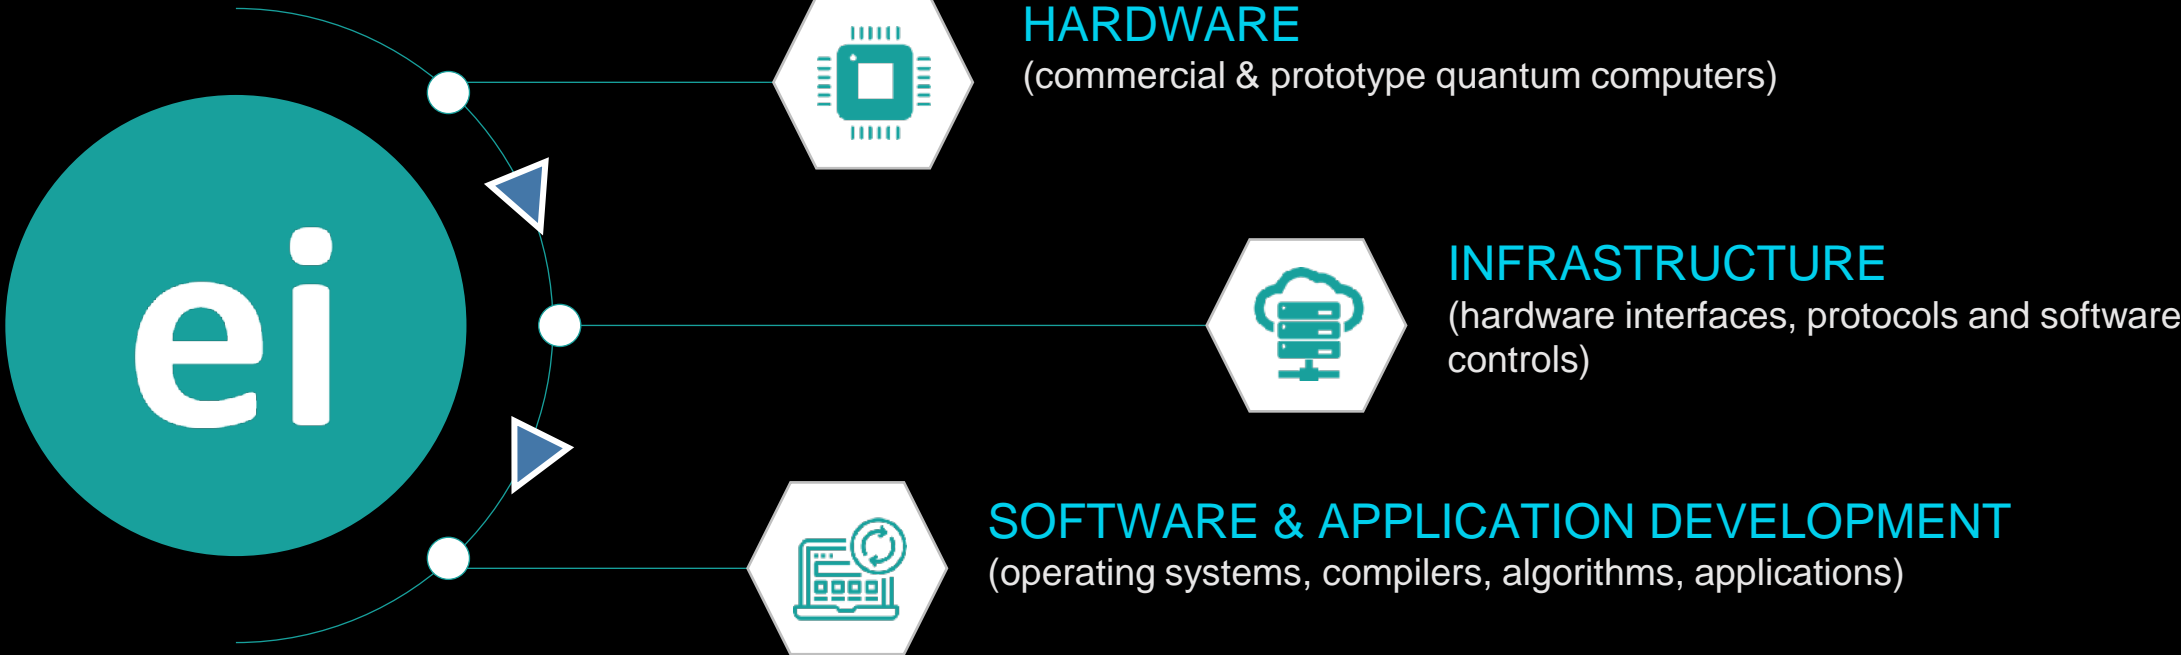 HARDWARE
(commercial & prototype quantum computers)
ei
INFRASTRUCTURE
(hardware interfaces, protocols and software
controls)
SOFTWARE & APPLICATION DEVELOPMENT
(operating systems, compilers, algorithms, applications)